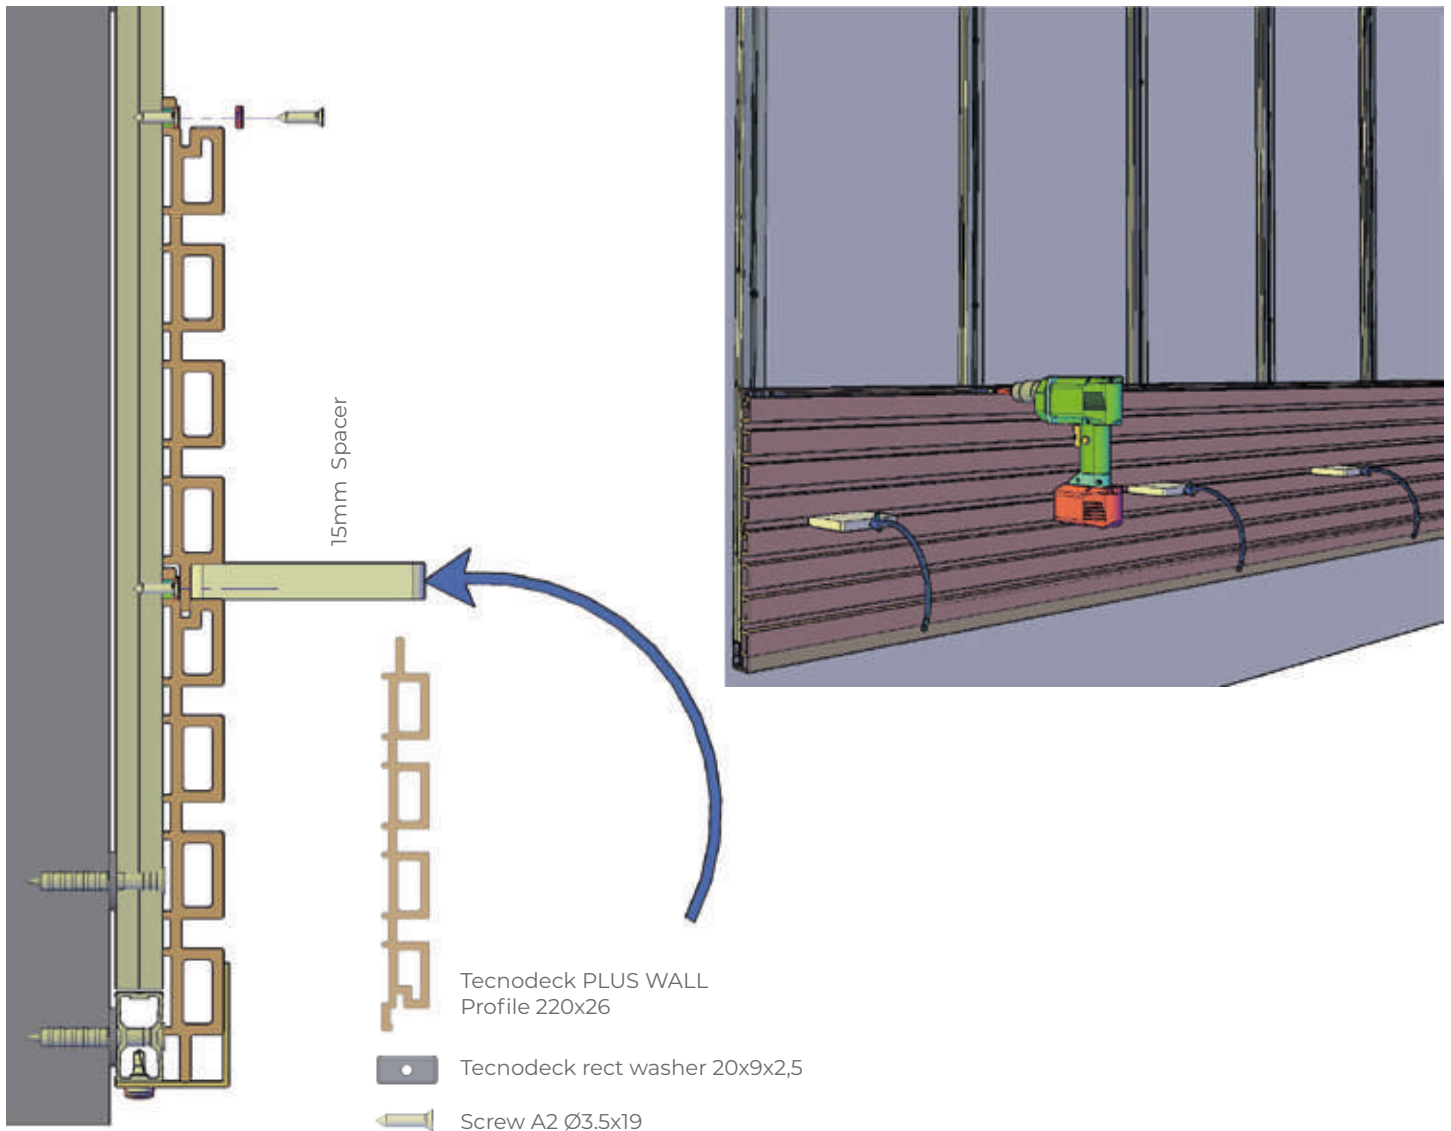 15mm Spacer
Tecnodeck PLUS WALL
Profile 220x26
Tecnodeck rect washer 20x9x2,5
Screw A2 Ø3.5x19